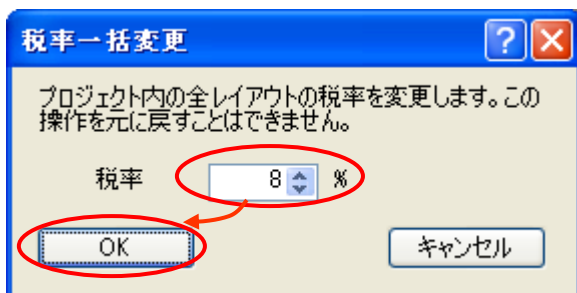 税率一括変更
プロジェクト内の全レイアウトの税率を変更します。この
操作を元に戻すことはできません。
税率 8 %
OK キャンセル